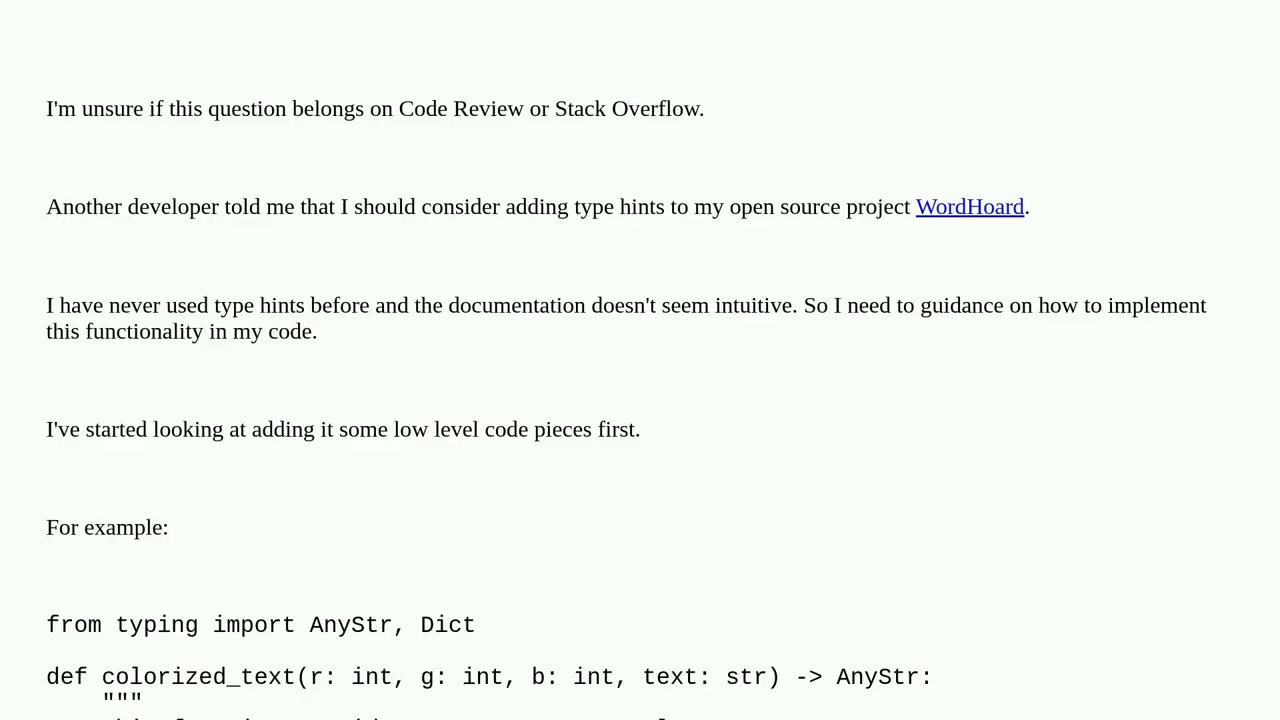 I'm unsure if this question belongs on Code Review or Stack Overflow.
Another developer told me that I should consider adding type hints to my open source project WordHoard.
I have never used type hints before and the documentation doesn't seem intuitive. So I need to guidance on how to implement
this functionality in my code.
I've started looking at adding it some low level code pieces first.
For example:
from typing import AnyStr, Dict
def colorized_text(r: int, g: int, b: int, text: str) -> AnyStr:
    """